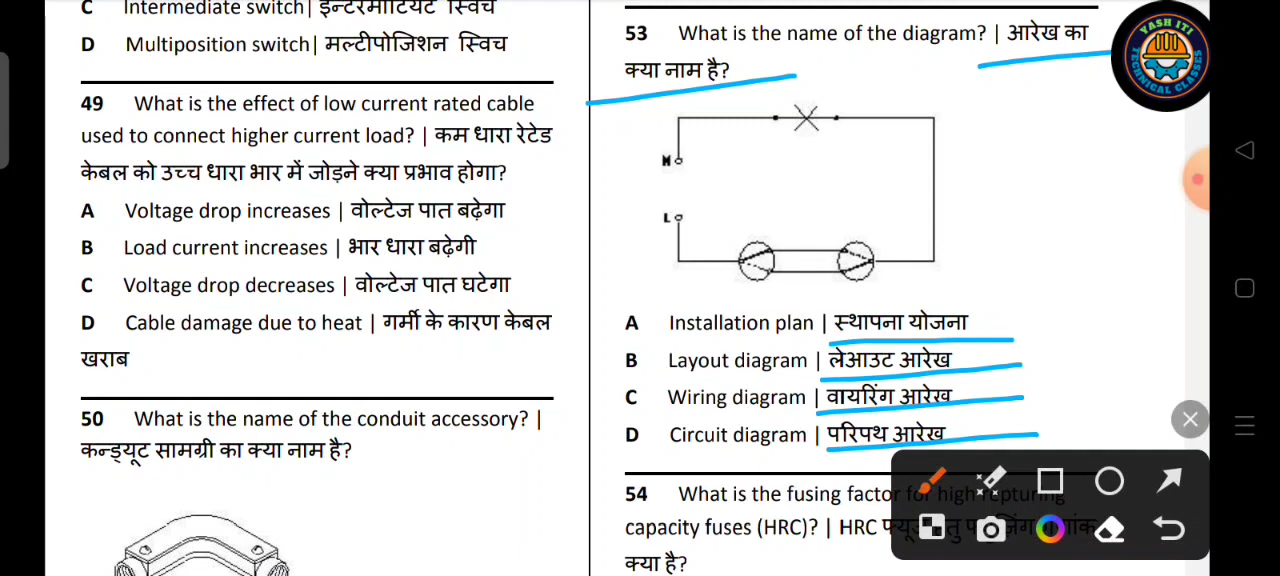 C Intermediate switch| इन्टरमीटियेट स्विच
D Multiposition switch| मल्टीपोजिशन स्विच
49 What is the effect of low current rated cable
used to connect higher current load? | कम धारा रेटेड
केबल को उच्च धारा भार में जोड़ने क्या प्रभाव होगा?
A Voltage drop increases | वोल्टेज पात बढ़ेगा
B Load current increases | भार धारा बढ़ेगी
C Voltage drop decreases | वोल्टेज पात घटेगा
D Cable damage due to heat | गर्मी के कारण केबल
खराब
50 What is the name of the conduit accessory? |
कन्ड्यूट सामग्री का क्या नाम है?
53 What is the name of the diagram? | आरेख का
क्या नाम है?
N
L
A Installation plan | स्थापना योजना
B Layout diagram | लेआउट आरेख
C Wiring diagram | वायरिंग आरेख
D Circuit diagram | परिपथ आरेख
54 What is the fusing factor for high repturing
capacity fuses (HRC)? | HRC
क्या है?
YASH ITI
TECHNICAL CLASSES